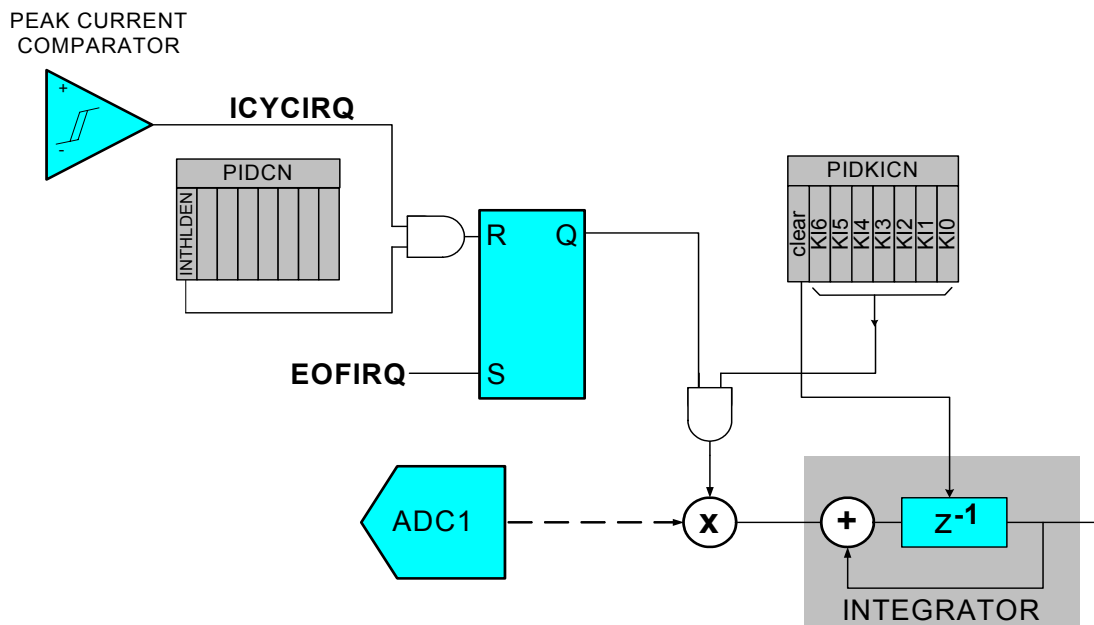 PEAK CURRENT
COMPARATOR
+
-
ICYCIRQ
PIDCN
INTHLDEN
PIDKICN
clear
KI6
KI5
KI4
KI3
KI2
KI1
KI0
R
Q
EOFIRQ
S
ADC1
x
+
z-1
INTEGRATOR